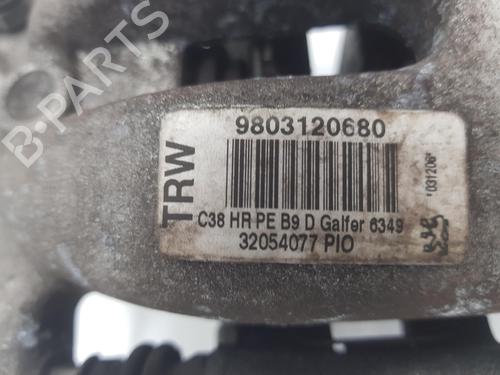 B-PARTS
TRW
9803120680
C38 HR PE B9 D Galfer 6349
32054077 PIO
*031206*